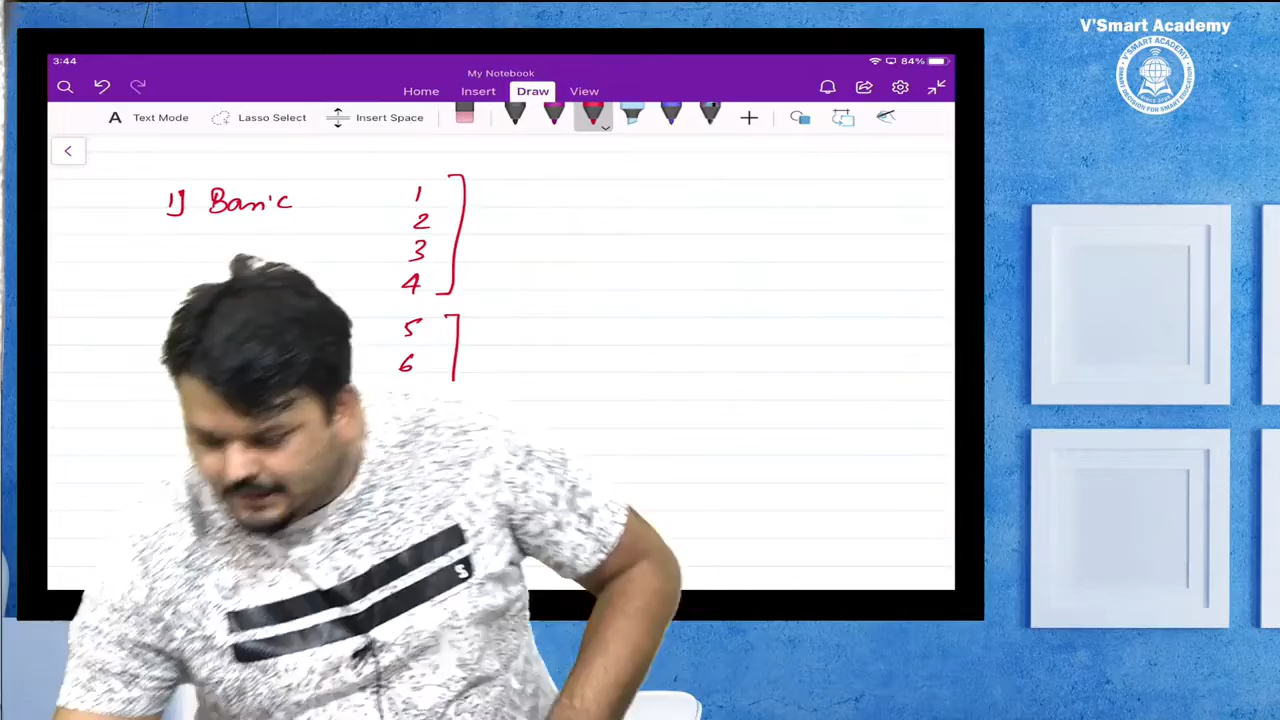 V'Smart Academy
3:44
84%
My Notebook
Home Insert Draw View
Text Mode Lasso Select Insert Space
1] Basic
1
2
3
4
5
6
S